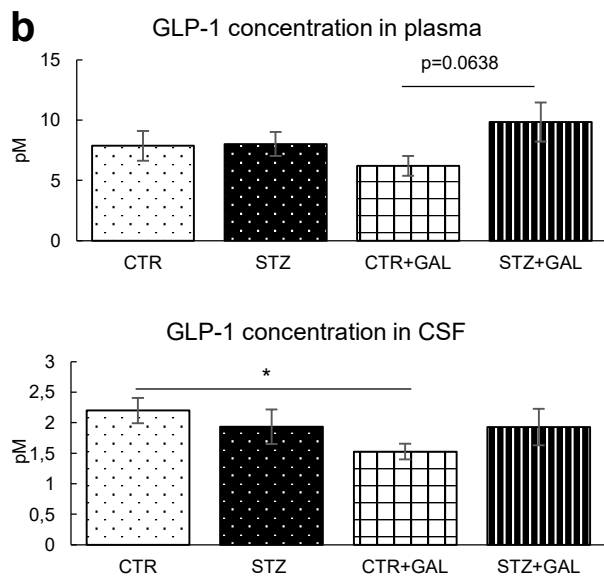 b
GLP-1 concentration in plasma
p=0.0638
15
10
5
0
pM
CTR STZ CTR+GAL STZ+GAL
GLP-1 concentration in CSF
3
2,5
2
1,5
1
0,5
0
pM
*
CTR STZ CTR+GAL STZ+GAL